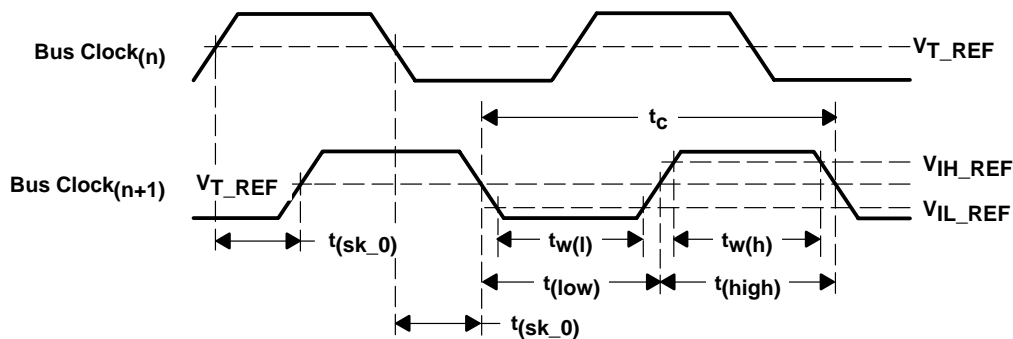 Bus Clock(n)
VT_REF
tc
Bus Clock(n+1)
VT_REF
VIH_REF
VIL_REF
t(sk_0)
tw(l)
tw(h)
t(low)
t(high)
t(sk_0)